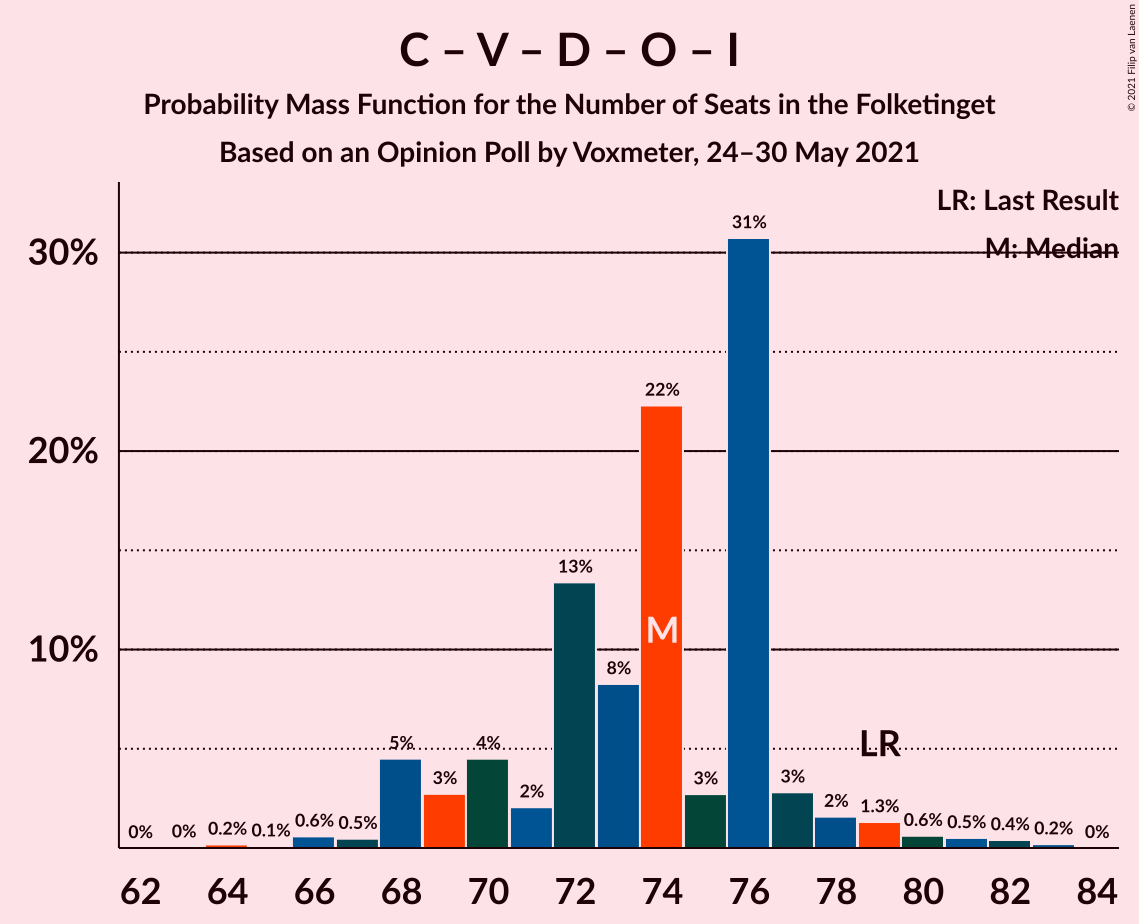 C – V – D – O – I
Probability Mass Function for the Number of Seats in the Folketinget
Based on an Opinion Poll by Voxmeter, 24–30 May 2021
© 2021 Filip van Laenen
LR: Last Result
M: Median
30%
20%
10%
0% 0% 0.2% 0.1% 0.6% 0.5% 5% 3% 4% 2% 13% 8% 22% 3% 31% 3% 2% 1.3% 0.6% 0.5% 0.4% 0.2% 0%
M
LR
62 64 66 68 70 72 74 76 78 80 82 84